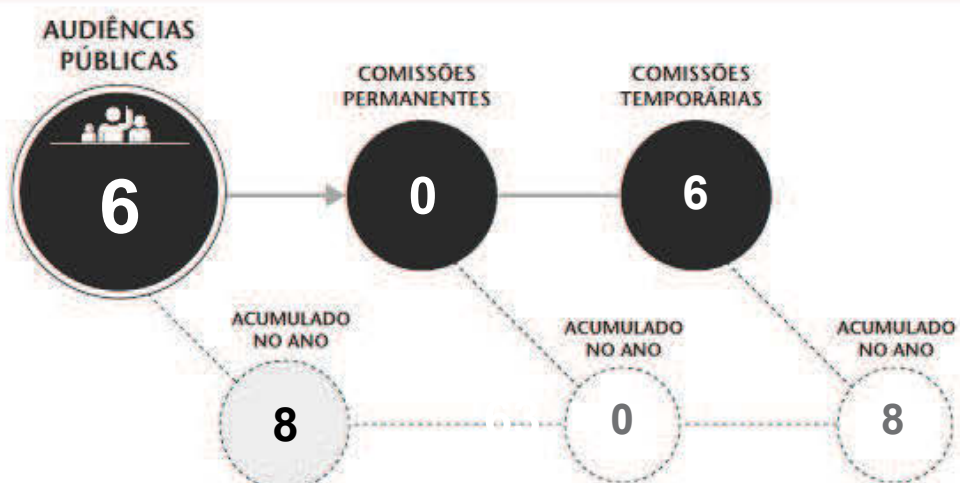 AUDIÊNCIAS
PÚBLICAS
6
COMISSÕES
PERMANENTES
0
COMISSÕES
TEMPORÁRIAS
6
ACUMULADO
NO ANO
8
ACUMULADO
NO ANO
0
ACUMULADO
NO ANO
8